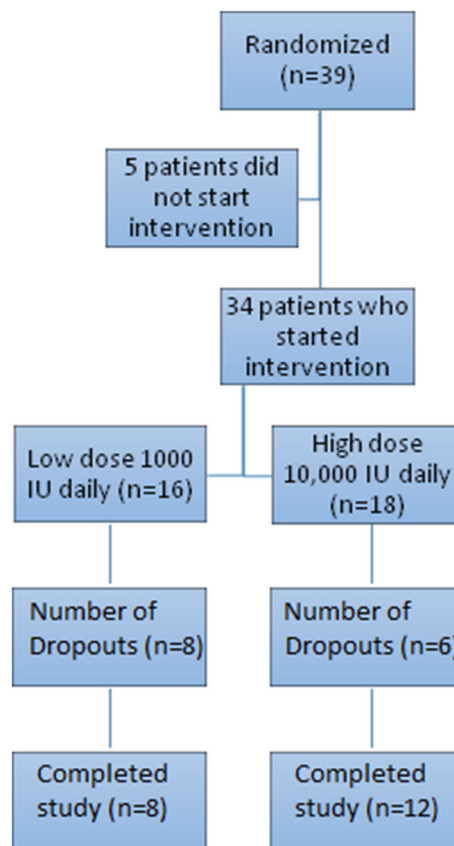 Randomized
(n=39)
5 patients did
not start
intervention
34 patients who
started
intervention
Low dose 1000
IU daily (n=16)
High dose
10,000 IU daily
(n=18)
Number of
Dropouts (n=8)
Number of
Dropouts (n=6)
Completed
study (n=8)
Completed
study (n=12)